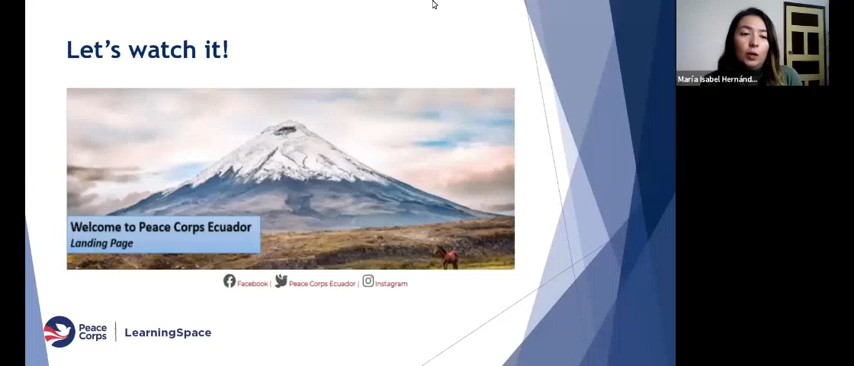 Let's watch it!
María Isabel Hernánd...
Welcome to Peace Corps Ecuador
Landing Page
Facebook | Peace Corps Ecuador | Instagram
Peace
Corps
LearningSpace